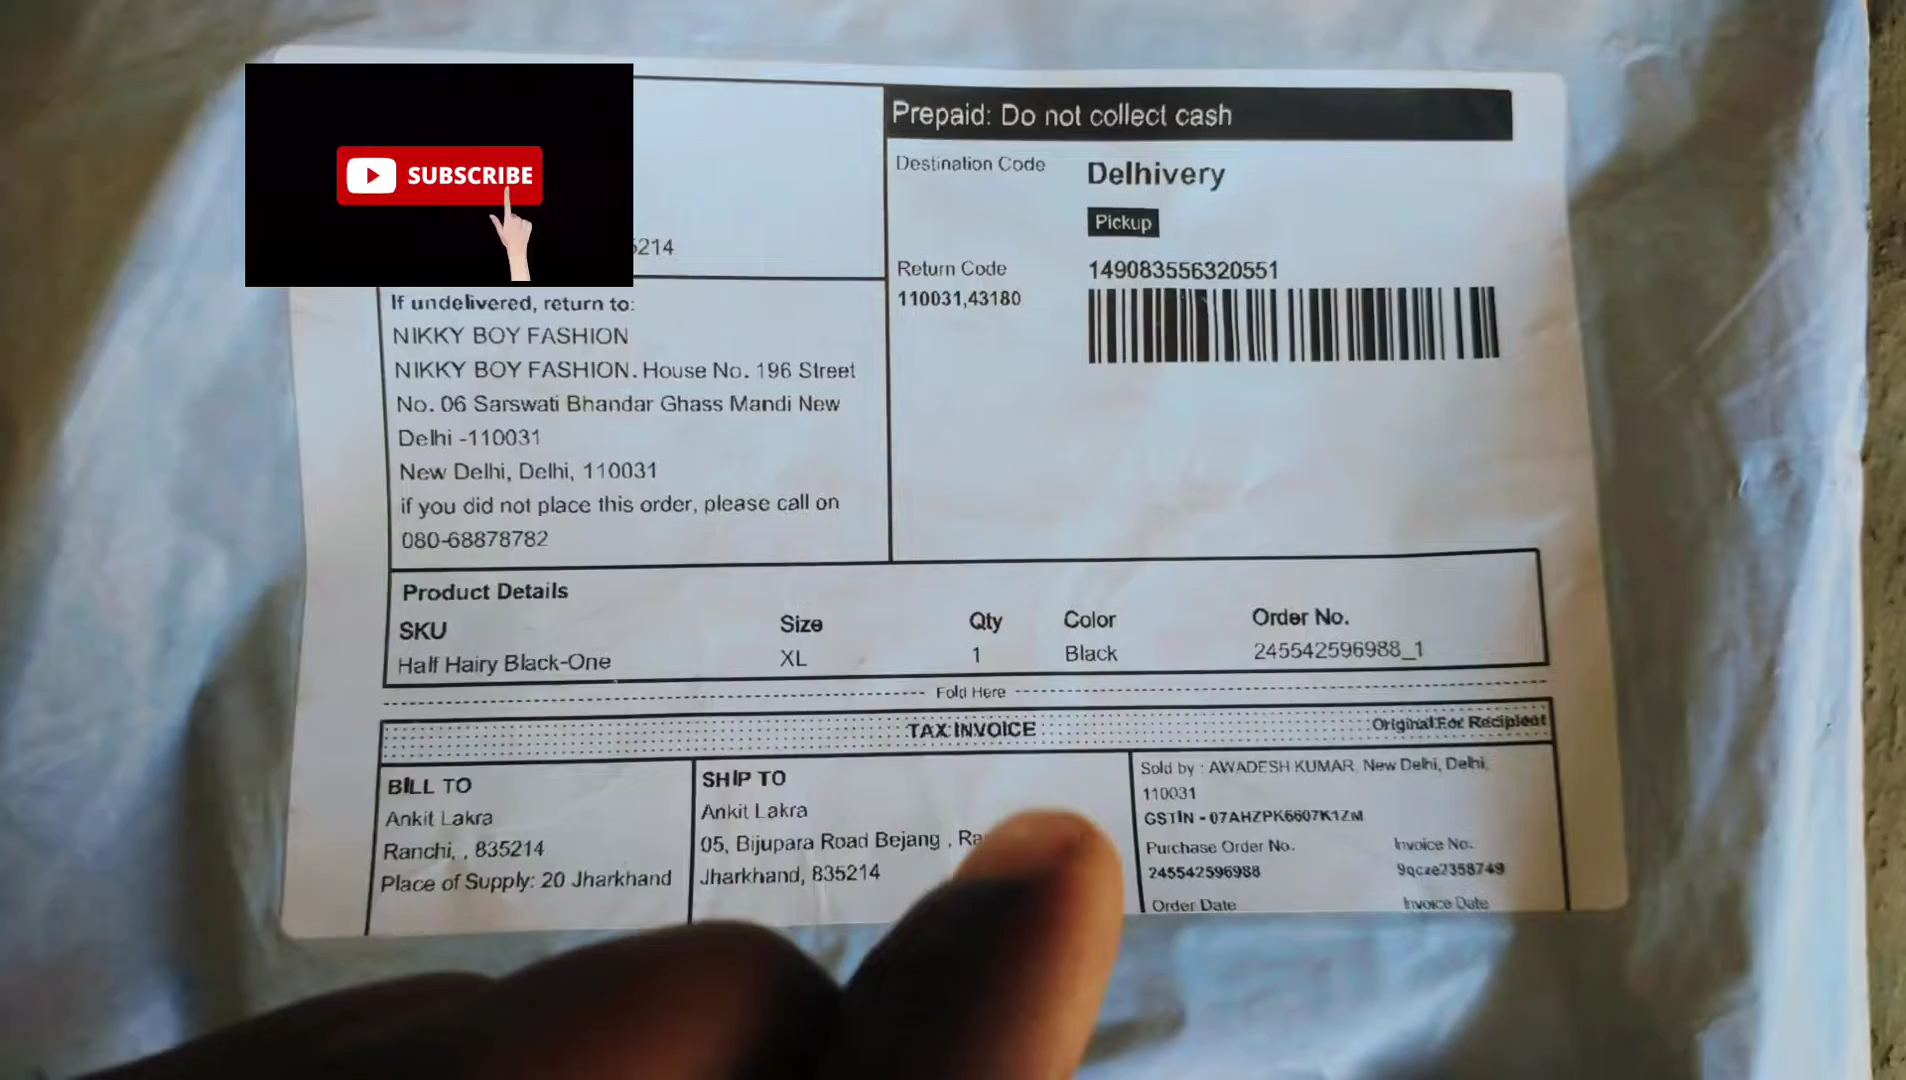 SUBSCRIBE
5214
If undelivered, return to:
NIKKY BOY FASHION
NIKKY BOY FASHION. House No. 196 Street
No. 06 Sarswati Bhandar Ghass Mandi New
Delhi -110031
New Delhi, Delhi, 110031
if you did not place this order, please call on
080-68878782
Prepaid: Do not collect cash
Destination Code
Delhivery
Pickup
Return Code
110031,43180
149083556320551
Product Details
SKU Size Qty Color Order No.
Half Hairy Black-One XL 1 Black 245542596988_1
Fold Here
TAX INVOICE Original For Recipient
BILL TO
Ankit Lakra
Ranchi, , 835214
Place of Supply: 20 Jharkhand
SHIP TO
Ankit Lakra
05, Bijupara Road Bejang , Ra
Jharkhand, 835214
Sold by : AWADESH KUMAR, New Delhi, Delhi,
110031
GSTIN - 07AHZPK6607K1ZM
Purchase Order No. Invoice No.
245542596988 9qcze2358749
Order Date Invoice Date